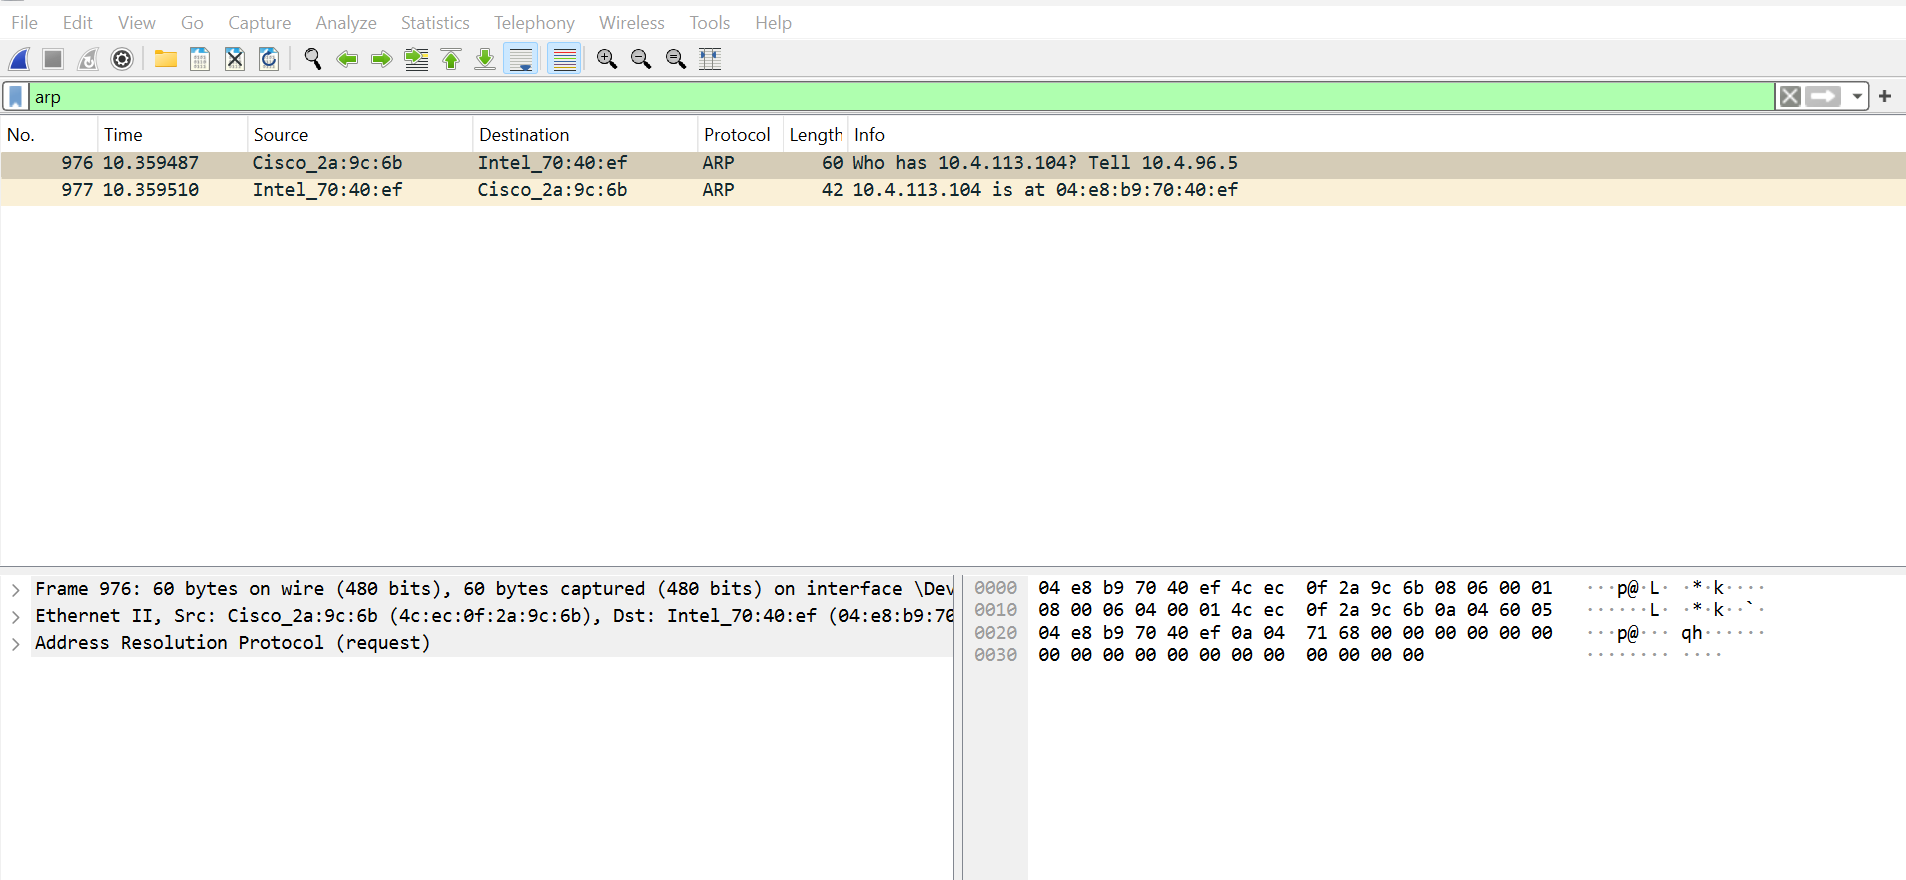 File Edit View Go Capture Analyze Statistics Telephony Wireless Tools Help
arp
No. Time Source Destination Protocol Length Info
976 10.359487 Cisco_2a:9c:6b Intel_70:40:ef ARP 60 Who has 10.4.113.104? Tell 10.4.96.5
977 10.359510 Intel_70:40:ef Cisco_2a:9c:6b ARP 42 10.4.113.104 is at 04:e8:b9:70:40:ef
Frame 976: 60 bytes on wire (480 bits), 60 bytes captured (480 bits) on interface \Dev
Ethernet II, Src: Cisco_2a:9c:6b (4c:ec:0f:2a:9c:6b), Dst: Intel_70:40:ef (04:e8:b9:70
Address Resolution Protocol (request)
0000 04 e8 b9 70 40 ef 4c ec 0f 2a 9c 6b 08 06 00 01 ···p@·L· ·*·k····
0010 08 00 06 04 00 01 4c ec 0f 2a 9c 6b 0a 04 60 05 ······L· ·*·k··`·
0020 04 e8 b9 70 40 ef 0a 04 71 68 00 00 00 00 00 00 ···p@··· qh······
0030 00 00 00 00 00 00 00 00 00 00 00 00 ········ ····